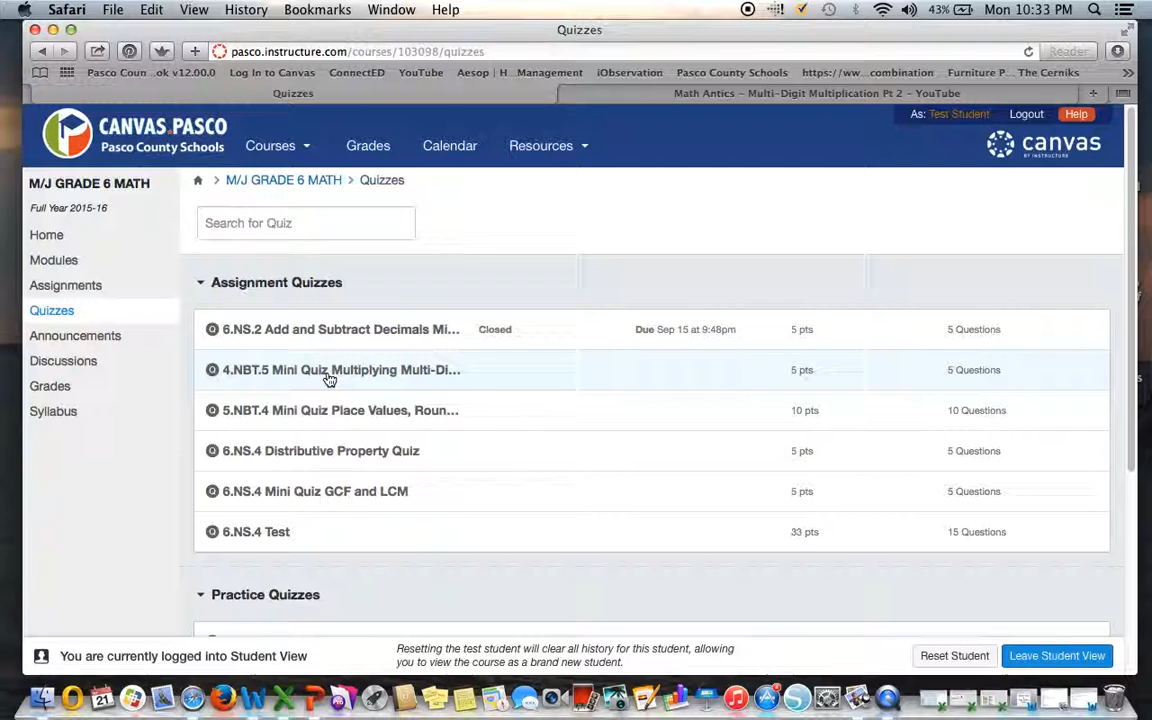 Safari File Edit View History Bookmarks Window Help 43% Mon 10:33 PM
Quizzes
pasco.instructure.com/courses/103098/quizzes Reader
Pasco Coun...ok v12.00.0 Log In to Canvas ConnectED YouTube Aesop | H...Management iObservation Pasco County Schools https://ww...combination Furniture P... The Cerniks
Quizzes Math Antics - Multi-Digit Multiplication Pt 2 - YouTube
As: Test Student Logout Help
CANVAS.PASCO
Pasco County Schools
Courses Grades Calendar Resources
canvas
BY INSTRUCTURE
M/J GRADE 6 MATH
Full Year 2015-16
Home
Modules
Assignments
Quizzes
Announcements
Discussions
Grades
Syllabus
M/J GRADE 6 MATH > Quizzes
Search for Quiz
Assignment Quizzes
6.NS.2 Add and Subtract Decimals Mi... Closed Due Sep 15 at 9:48pm 5 pts 5 Questions
4.NBT.5 Mini Quiz Multiplying Multi-Di... 5 pts 5 Questions
5.NBT.4 Mini Quiz Place Values, Roun... 10 pts 10 Questions
6.NS.4 Distributive Property Quiz 5 pts 5 Questions
6.NS.4 Mini Quiz GCF and LCM 5 pts 5 Questions
6.NS.4 Test 33 pts 15 Questions
Practice Quizzes
You are currently logged into Student View
Resetting the test student will clear all history for this student, allowing
you to view the course as a brand new student.
Reset Student Leave Student View